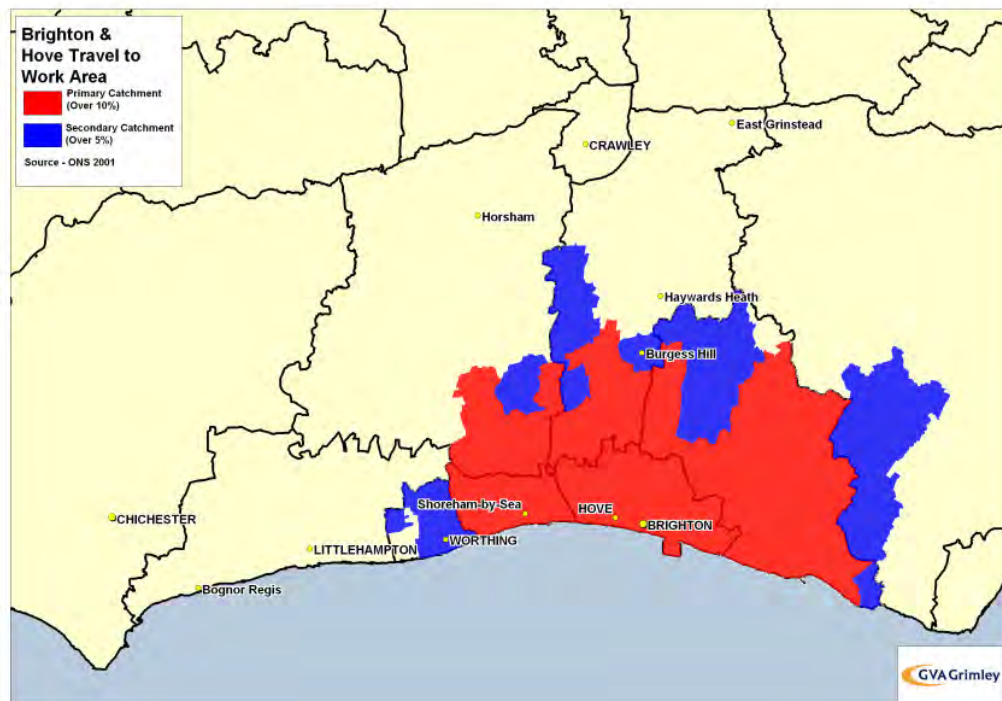 Brighton &
Hove Travel to
Work Area
Primary Catchment
(Over 10%)
Secondary Catchment
(Over 5%)
Source - ONS 2001
East Grinstead
CRAWLEY
Horsham
Haywards Heath
Burgess Hill
Shoreham-by-Sea
HOVE
CHICHESTER
BRIGHTON
WORTHING
LITTLEHAMPTON
Bognor Regis
GVA Grimley